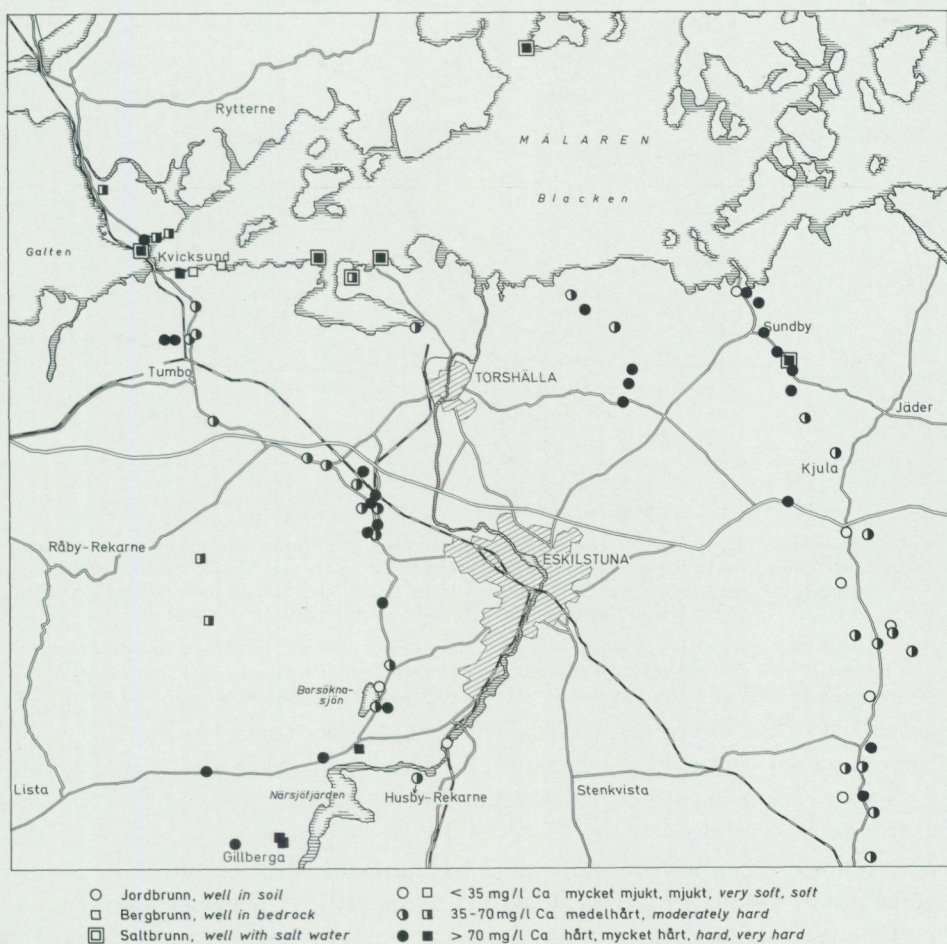 Rytterne
MÄLAREN
Blacken
Galten
Kvicksund
Sundby
Tumbo
TORSHÄLLA
Jäder
Kjula
Råby-Rekarne
ESKILSTUNA
Borsökna-
sjön
Lista
Närsjöfjärden
Husby-Rekarne
Stenkvista
Gillberga
Jordbrunn, well in soil
Bergbrunn, well in bedrock
Saltbrunn, well with salt water
< 35 mg/l Ca mycket mjukt, mjukt, very soft, soft
35-70 mg/l Ca medelhårt, moderately hard
> 70 mg/l Ca hårt, mycket hårt, hard, very hard